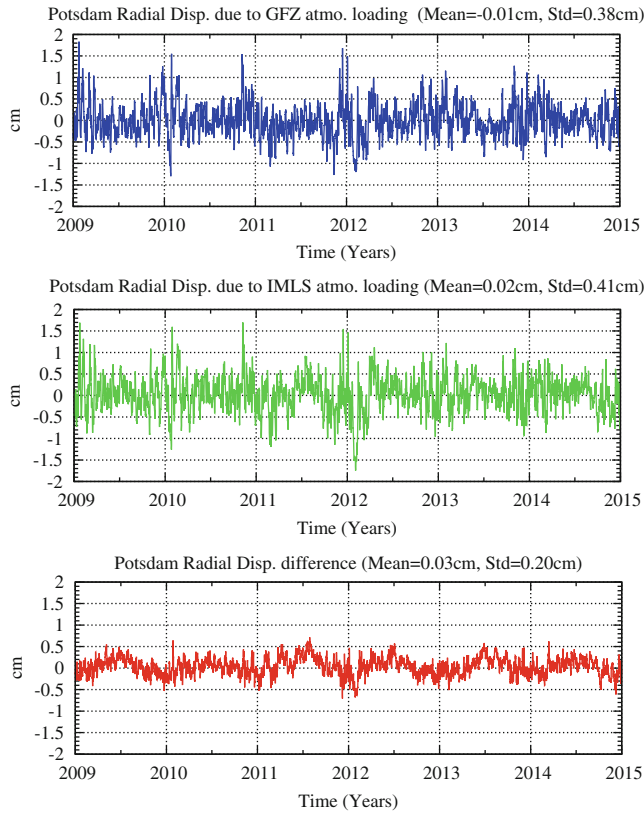 Potsdam Radial Disp. due to GFZ atmo. loading (Mean=-0.01cm, Std=0.38cm)
2
1.5
1
0.5
0
-0.5
-1
-1.5
-2
cm
2009 2010 2011 2012 2013 2014 2015
Time (Years)
Potsdam Radial Disp. due to IMLS atmo. loading (Mean=0.02cm, Std=0.41cm)
2
1.5
1
0.5
0
-0.5
-1
-1.5
-2
cm
2009 2010 2011 2012 2013 2014 2015
Time (Years)
Potsdam Radial Disp. difference (Mean=0.03cm, Std=0.20cm)
2
1.5
1
0.5
0
-0.5
-1
-1.5
-2
cm
2009 2010 2011 2012 2013 2014 2015
Time (Years)